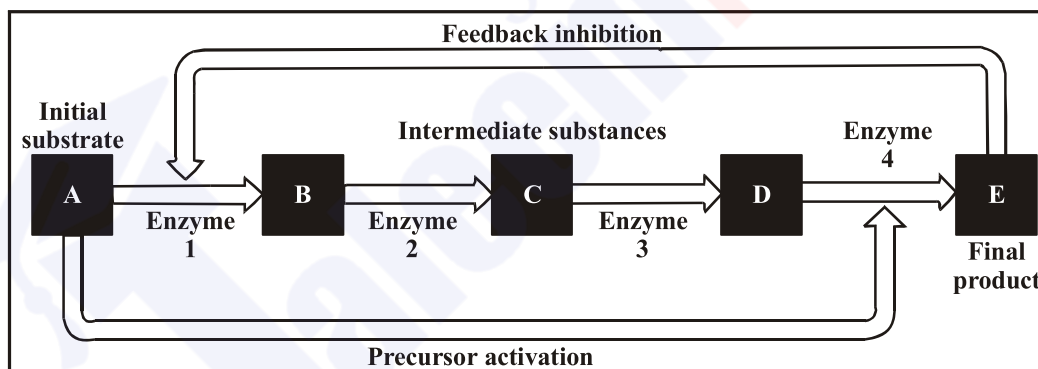 Feedback inhibition
Initial
substrate
Intermediate substances
Enzyme
4
A
B
C
D
E
Enzyme
1
Enzyme
2
Enzyme
3
Final
product
Precursor activation